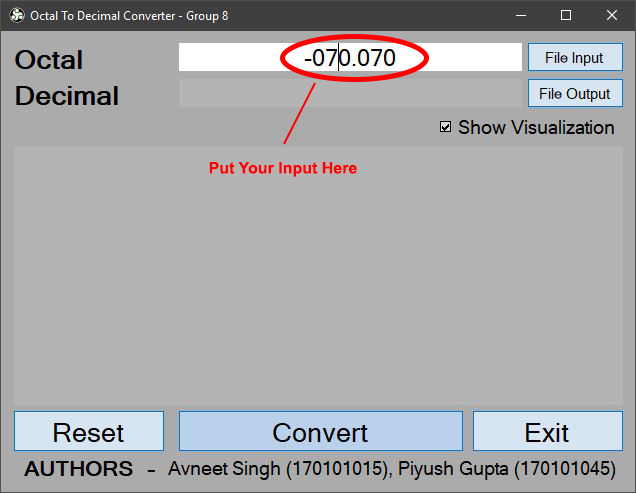 Octal To Decimal Converter - Group 8
Octal
-070.070
File Input
Decimal
File Output
Show Visualization
Put Your Input Here
Reset
Convert
Exit
AUTHORS - Avneet Singh (170101015), Piyush Gupta (170101045)